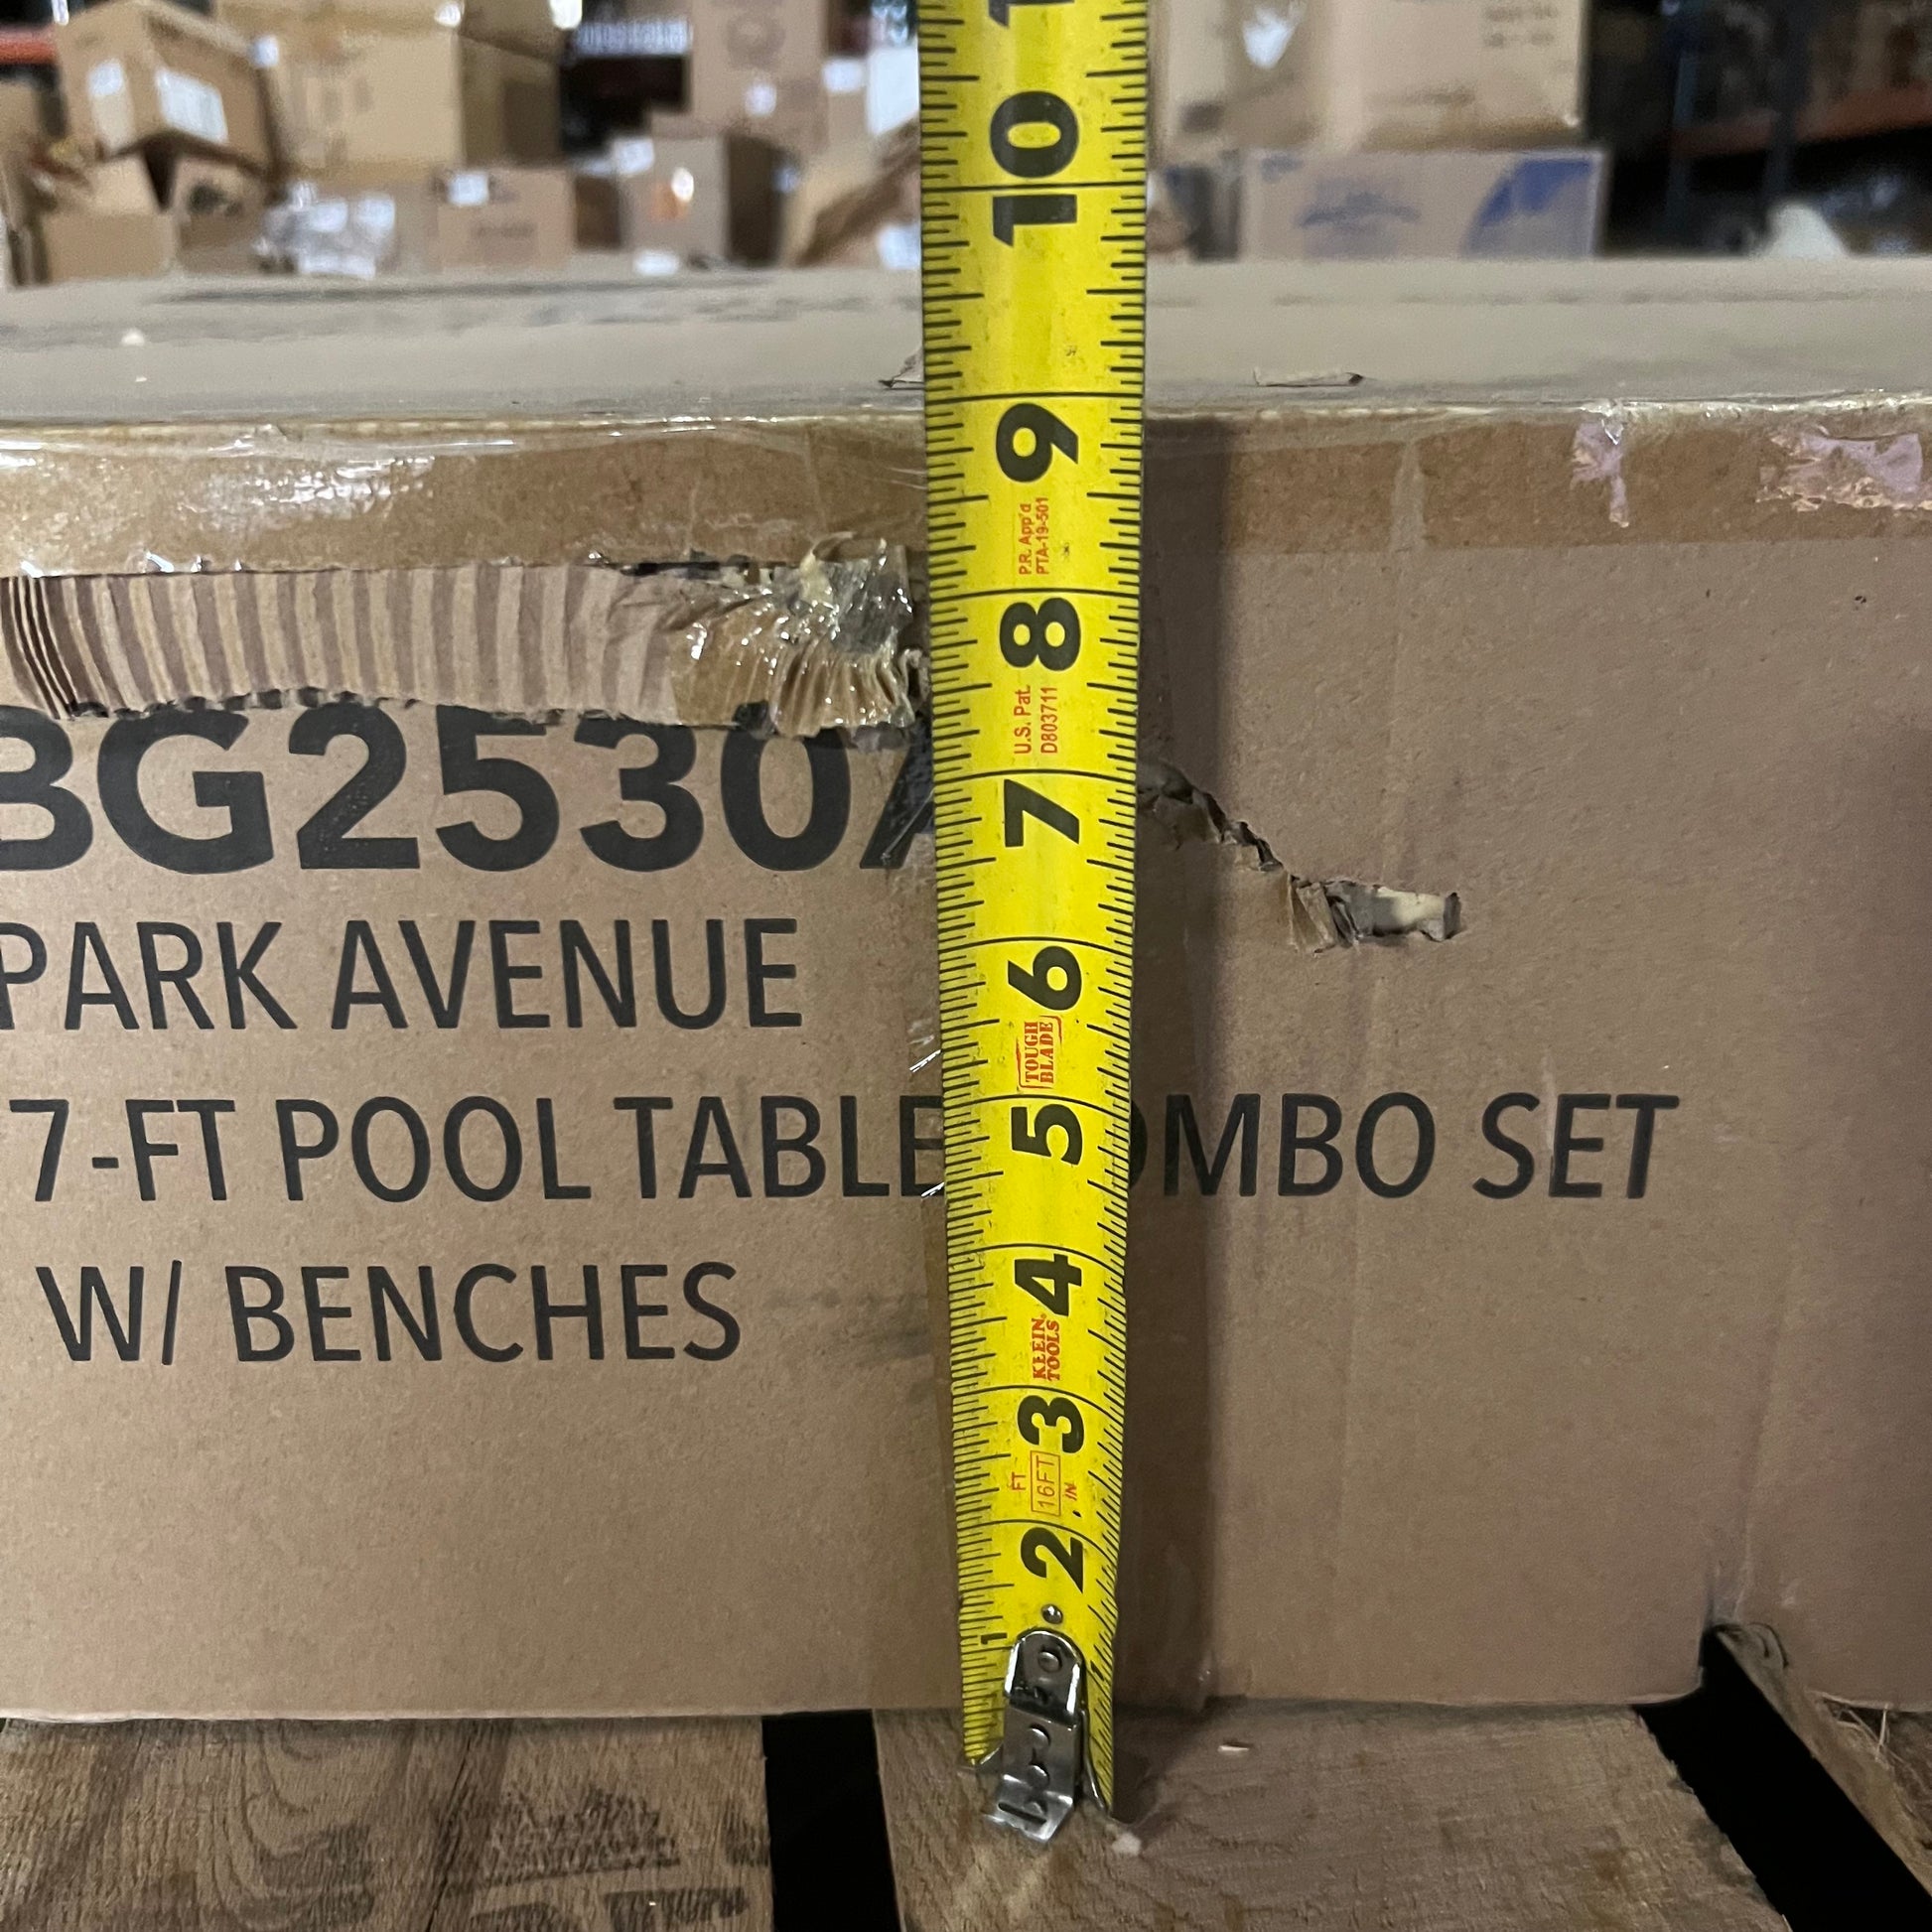 BG2530
PARK AVENUE
7-FT POOL TABLE OMBO SET
W/ BENCHES
10
9
P.R. App'd
PTA-19-501
8
U.S. Pat.
D803711
7
6
TOUGH
BLADE
5
4
KLEIN
TOOLS
3
FT
16FT
IN.
2
1
1